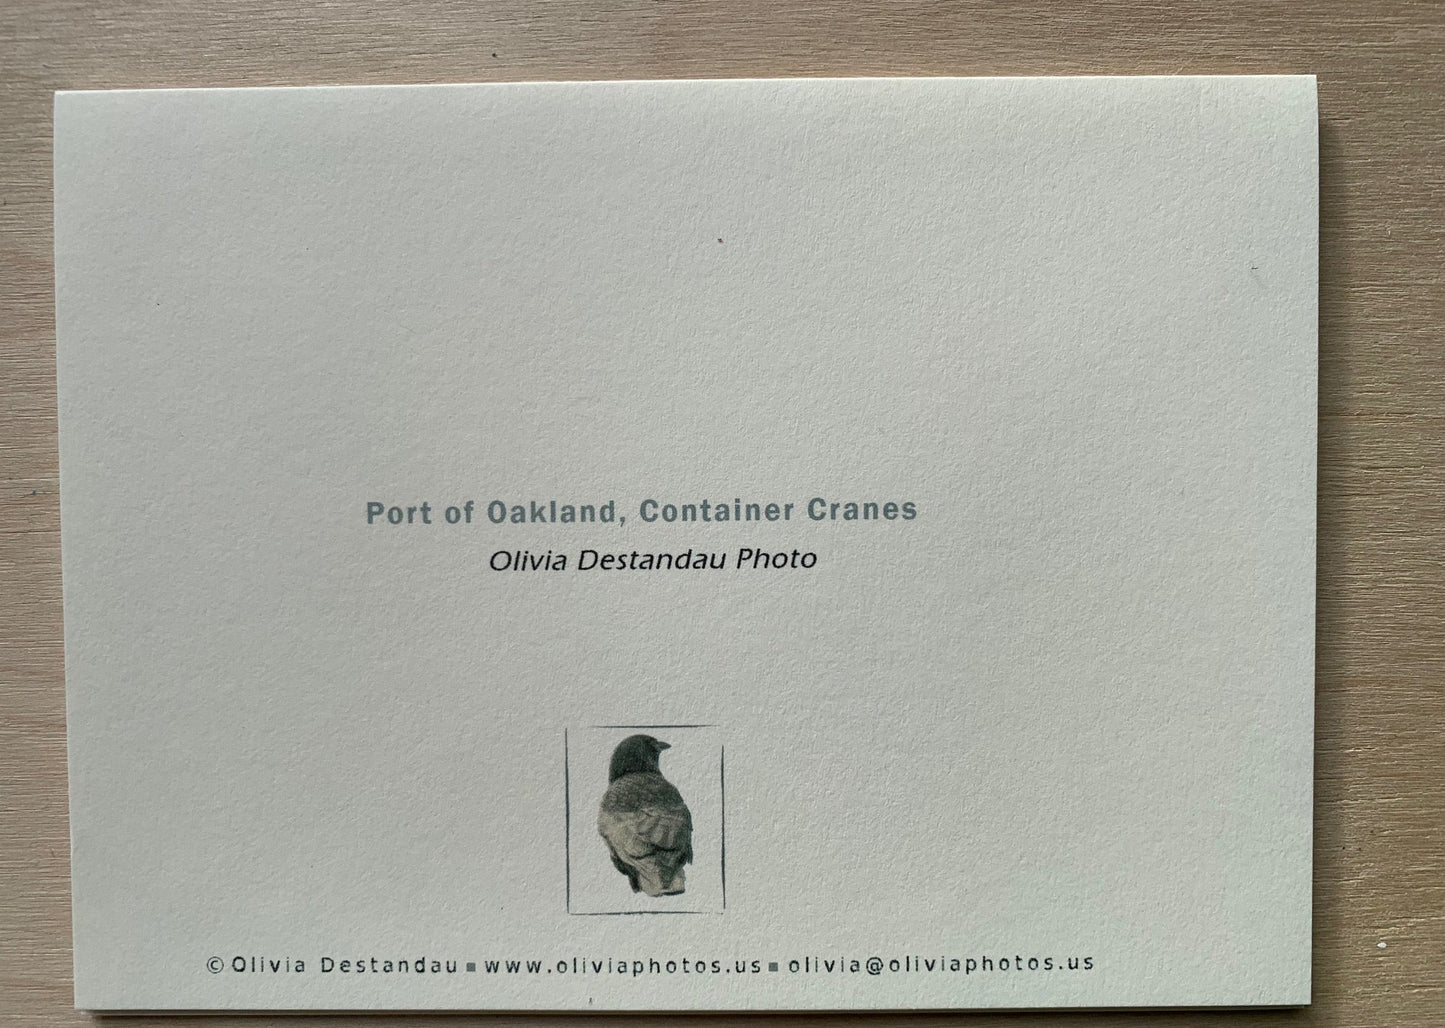 Port of Oakland, Container Cranes
Olivia Destandau Photo
© Olivia Destandau ■ www.oliviaphotos.us ■ olivia@oliviaphotos.us